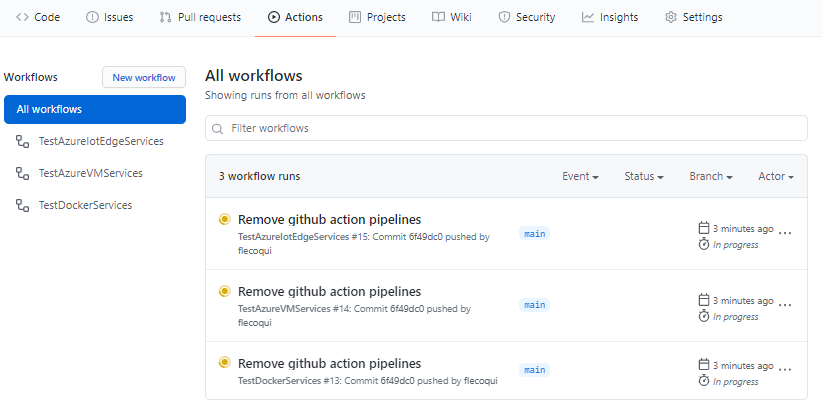 Code Issues Pull requests Actions Projects Wiki Security Insights Settings
Workflows New workflow
All workflows
TestAzureIotEdgeServices
TestAzureVMServices
TestDockerServices
All workflows
Showing runs from all workflows
Filter workflows
3 workflow runs Event Status Branch Actor
Remove github action pipelines
TestAzureIotEdgeServices #15: Commit 6f49dc0 pushed by
flecoqui
main
3 minutes ago ...
In progress
Remove github action pipelines
TestAzureVMServices #14: Commit 6f49dc0 pushed by
flecoqui
main
3 minutes ago ...
In progress
Remove github action pipelines
TestDockerServices #13: Commit 6f49dc0 pushed by flecoqui
main
3 minutes ago ...
In progress